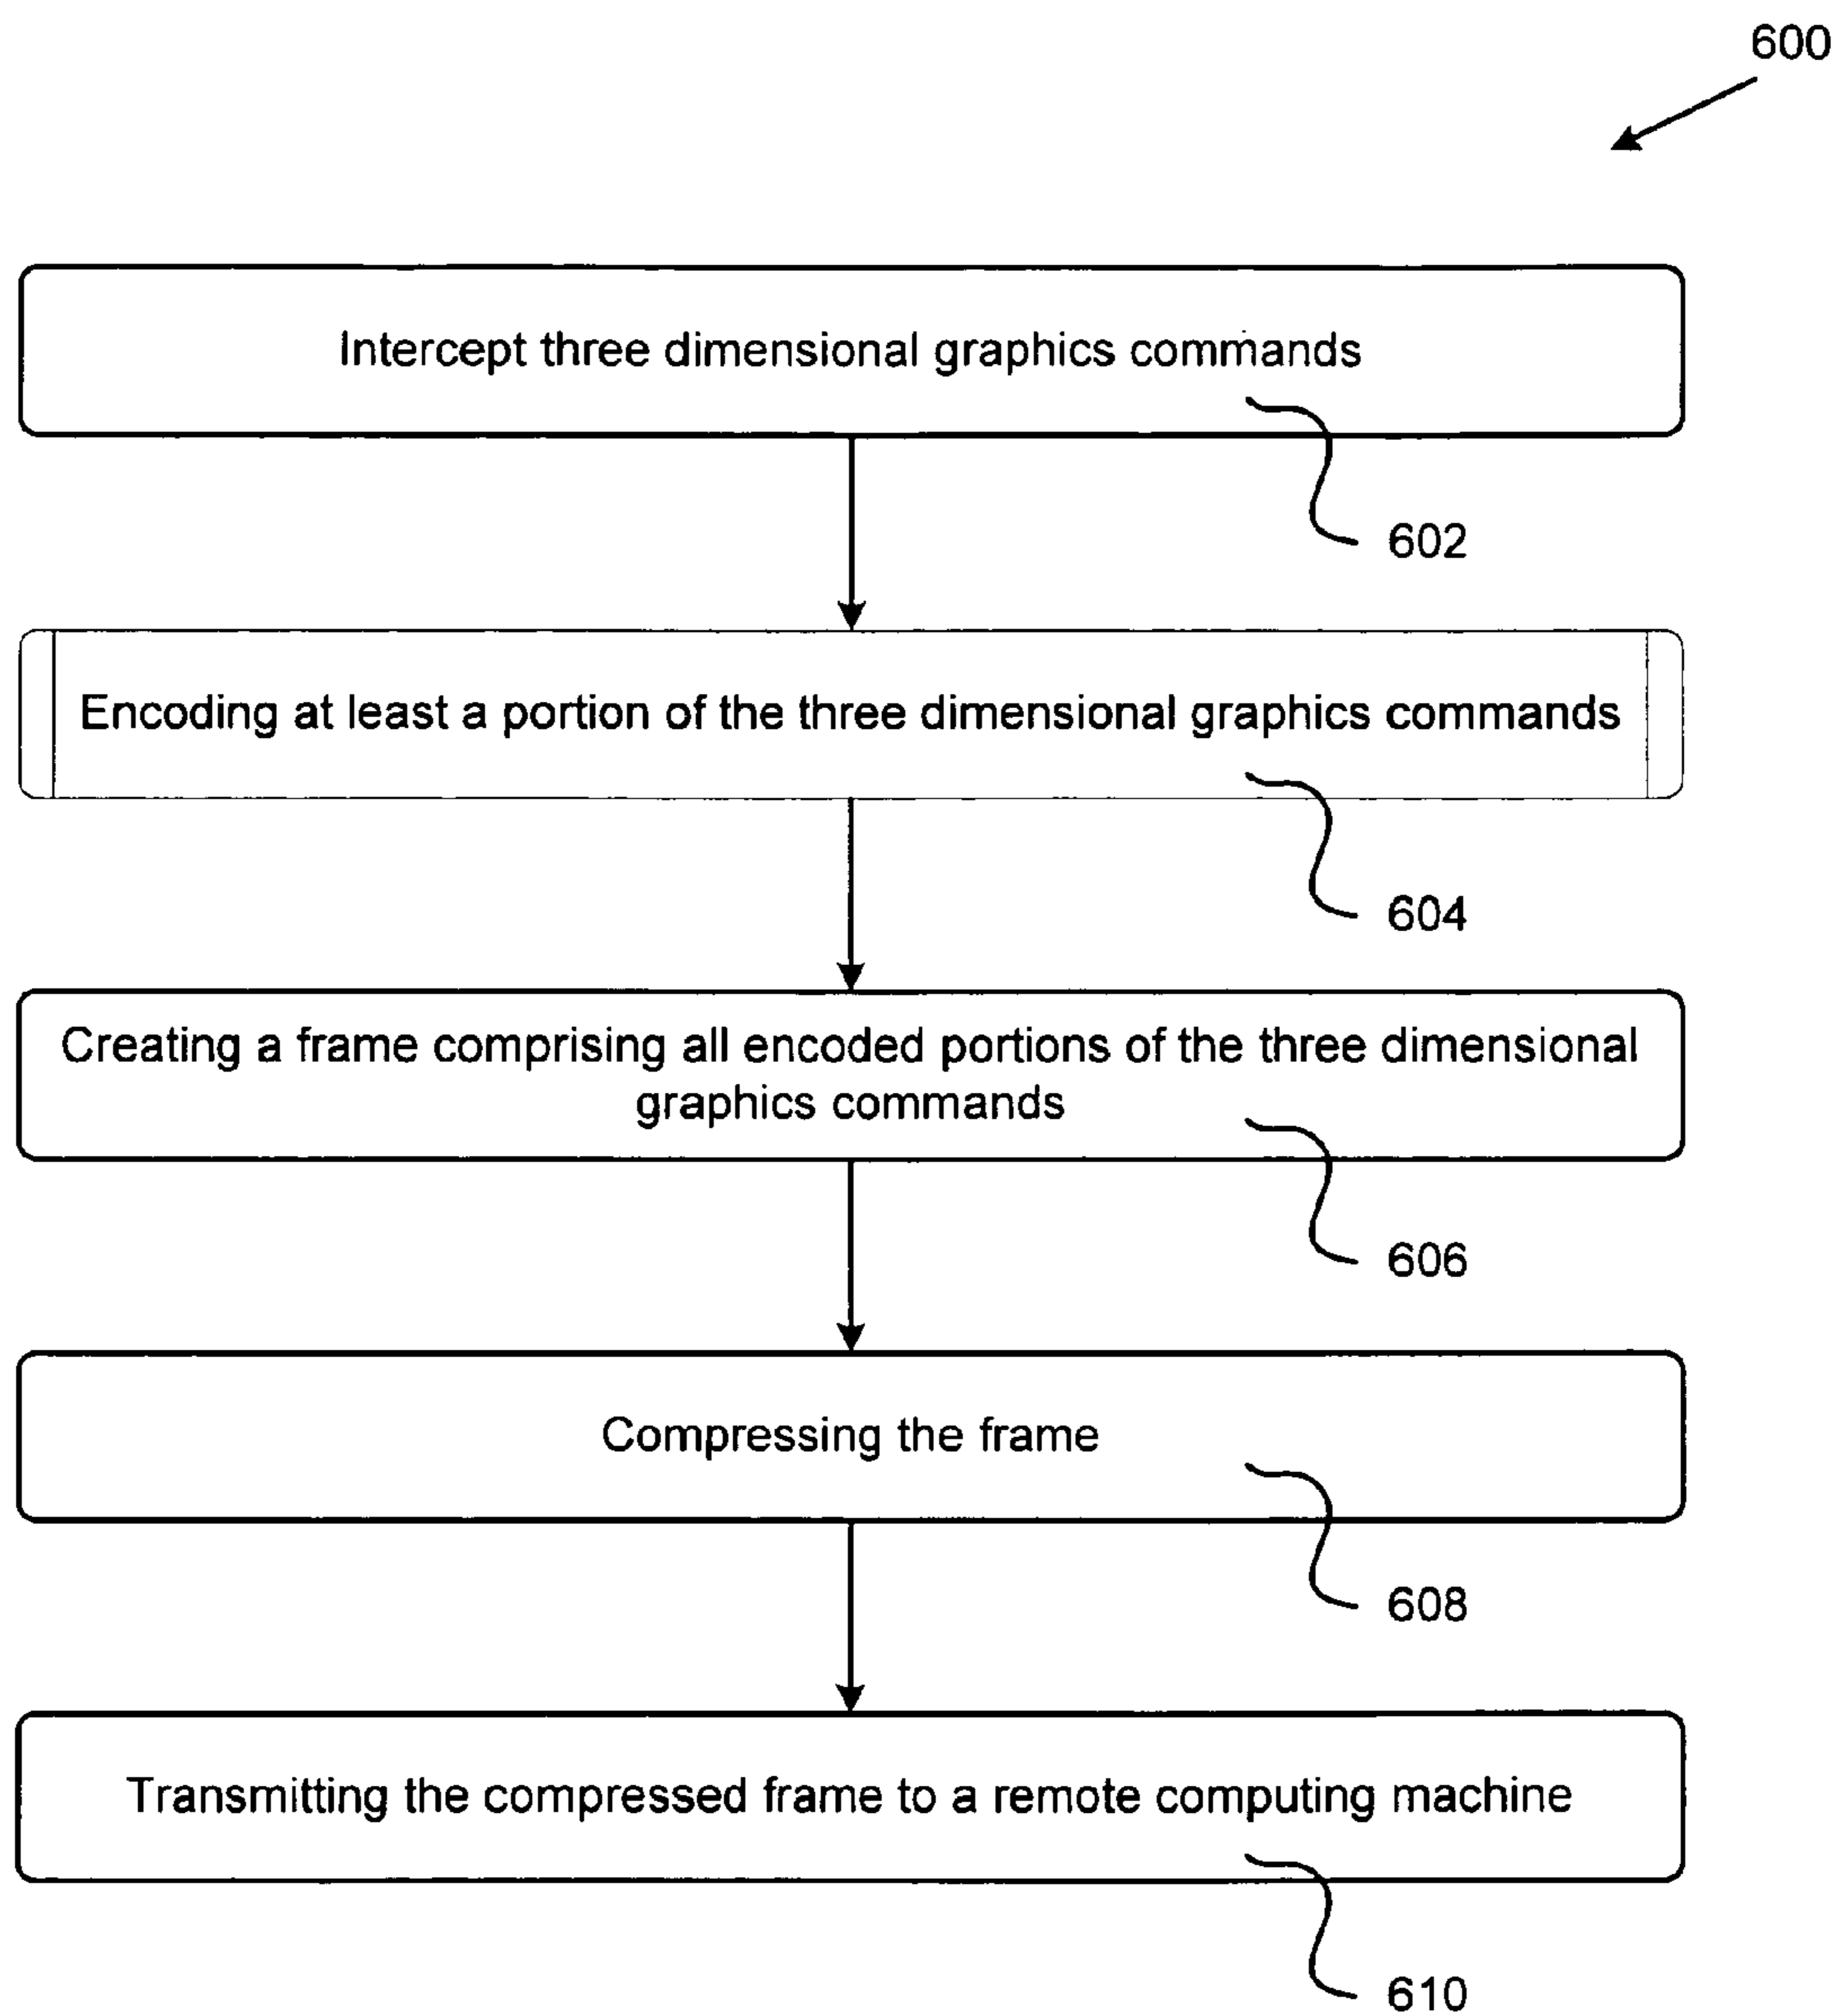 600
Intercept three dimensional graphics commands
602
Encoding at least a portion of the three dimensional graphics commands
604
Creating a frame comprising all encoded portions of the three dimensional
graphics commands
606
Compressing the frame
608
Transmitting the compressed frame to a remote computing machine
610